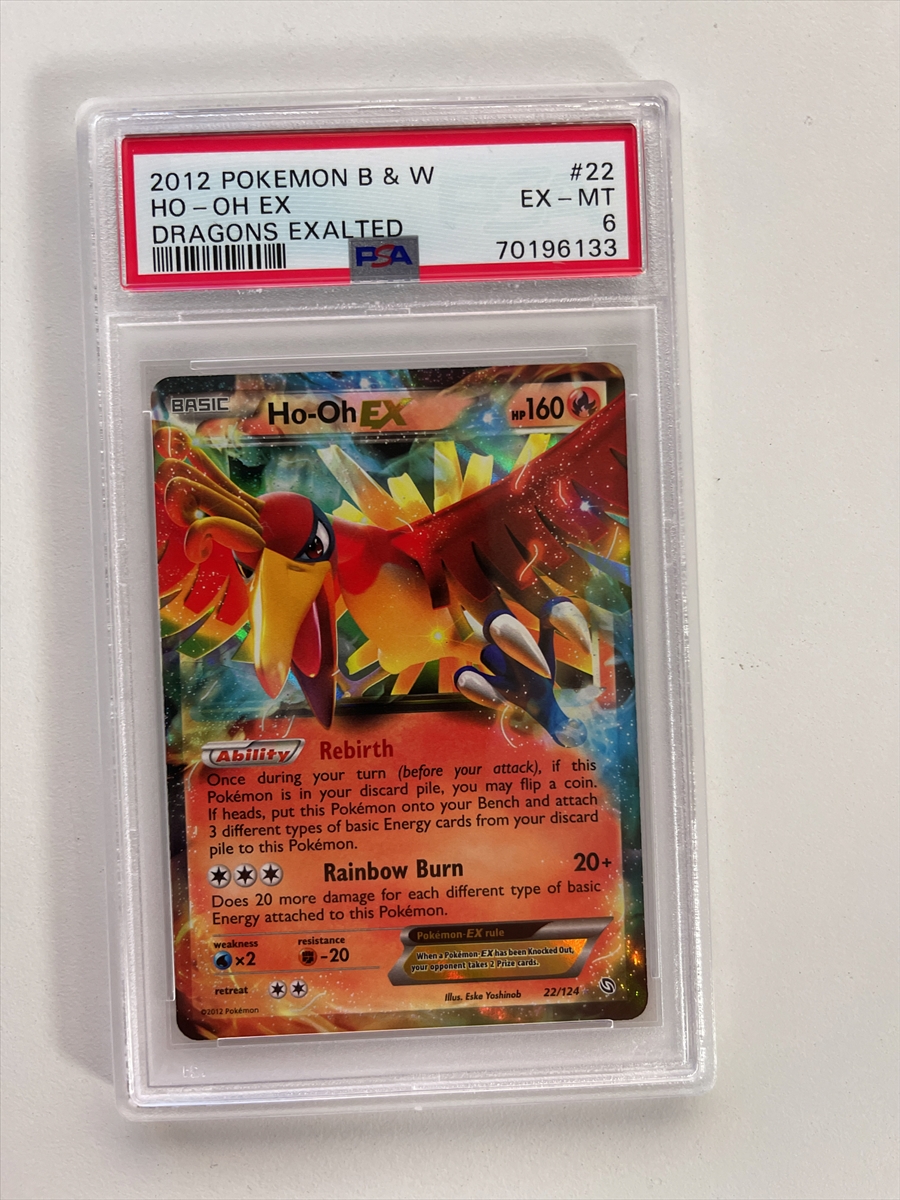 2012 POKEMON B & W #22
HO-OH EX EX-MT
DRAGONS EXALTED 6
PSA 70196133
BASIC Ho-Oh EX HP160
Ability Rebirth
Once during your turn (before your attack), if this
Pokémon is in your discard pile, you may flip a coin.
If heads, put this Pokémon onto your Bench and attach
3 different types of basic Energy cards from your discard
pile to this Pokémon.
Rainbow Burn 20+
Does 20 more damage for each different type of basic
Energy attached to this Pokémon.
weakness resistance
×2 -20
retreat
Pokémon-EX rule
When a Pokémon-EX has been Knocked Out,
your opponent takes 2 Prize cards.
Illus. Eske Yoshinob 22/124
©2012 Pokémon